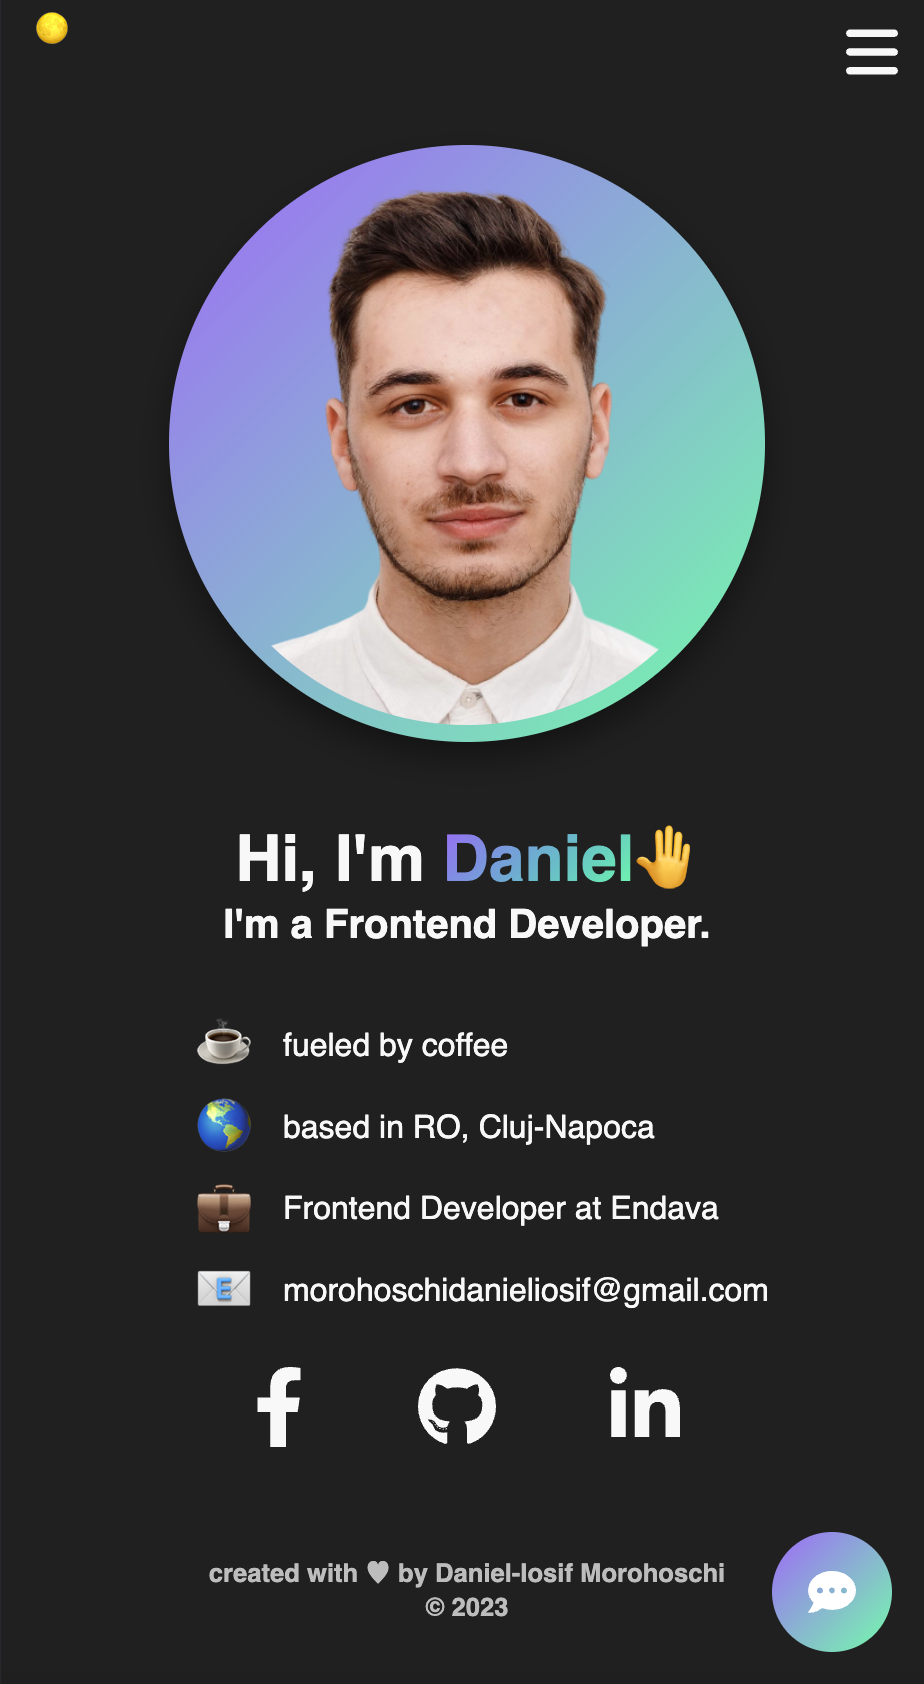 Hi, I'm Daniel🤚
I'm a Frontend Developer.
fueled by coffee
based in RO, Cluj-Napoca
Frontend Developer at Endava
morohoschidanieliosif@gmail.com
created with ♥ by Daniel-Iosif Morohoschi
© 2023